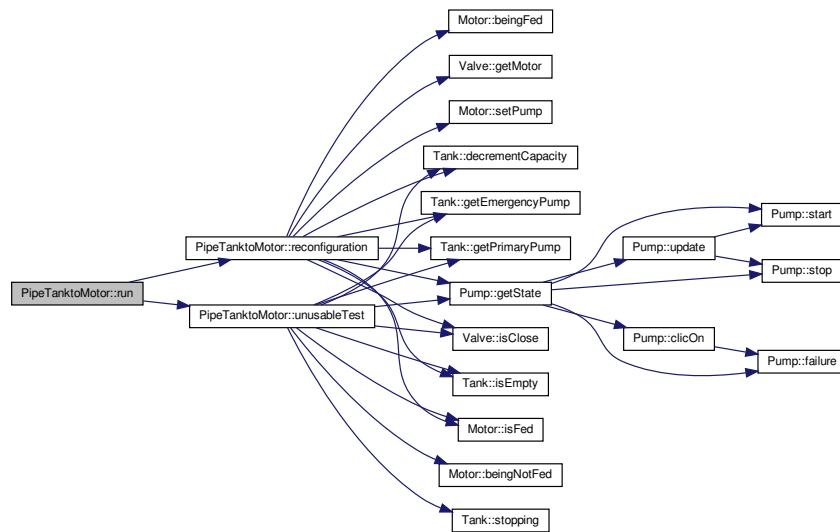 Motor::beingFed
Valve::getMotor
Motor::setPump
Tank::decrementCapacity
Tank::getEmergencyPump
Pump::start
PipeTanktoMotor::reconfiguration
Tank::getPrimaryPump
Pump::update
Pump::stop
PipeTanktoMotor::run
Pump::getState
PipeTanktoMotor::unusableTest
Valve::isClose
Pump::clicOn
Pump::failure
Tank::isEmpty
Motor::isFed
Motor::beingNotFed
Tank::stopping